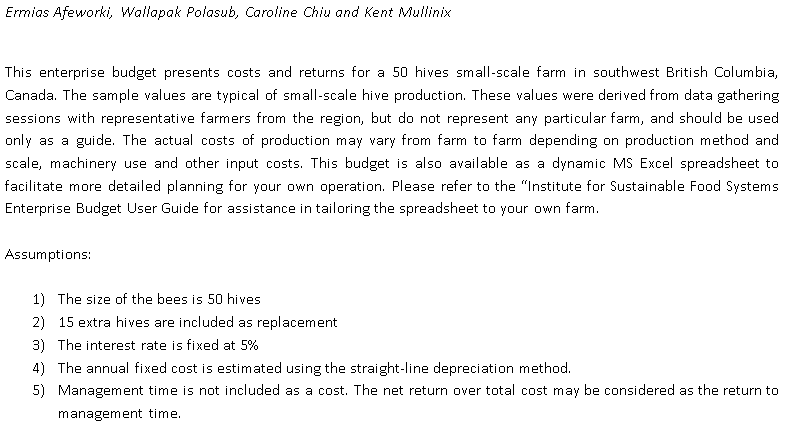 Ermias Afeworki, Wallapak Polasub, Caroline Chiu and Kent Mullinix
This enterprise budget presents costs and returns for a 50 hives small-scale farm in southwest British Columbia,
Canada. The sample values are typical of small-scale hive production. These values were derived from data gathering
sessions with representative farmers from the region, but do not represent any particular farm, and should be used
only as a guide. The actual costs of production may vary from farm to farm depending on production method and
scale, machinery use and other input costs. This budget is also available as a dynamic MS Excel spreadsheet to
facilitate more detailed planning for your own operation. Please refer to the “Institute for Sustainable Food Systems
Enterprise Budget User Guide for assistance in tailoring the spreadsheet to your own farm.
Assumptions:
1) The size of the bees is 50 hives
2) 15 extra hives are included as replacement
3) The interest rate is fixed at 5%
4) The annual fixed cost is estimated using the straight-line depreciation method.
5) Management time is not included as a cost. The net return over total cost may be considered as the return to
management time.